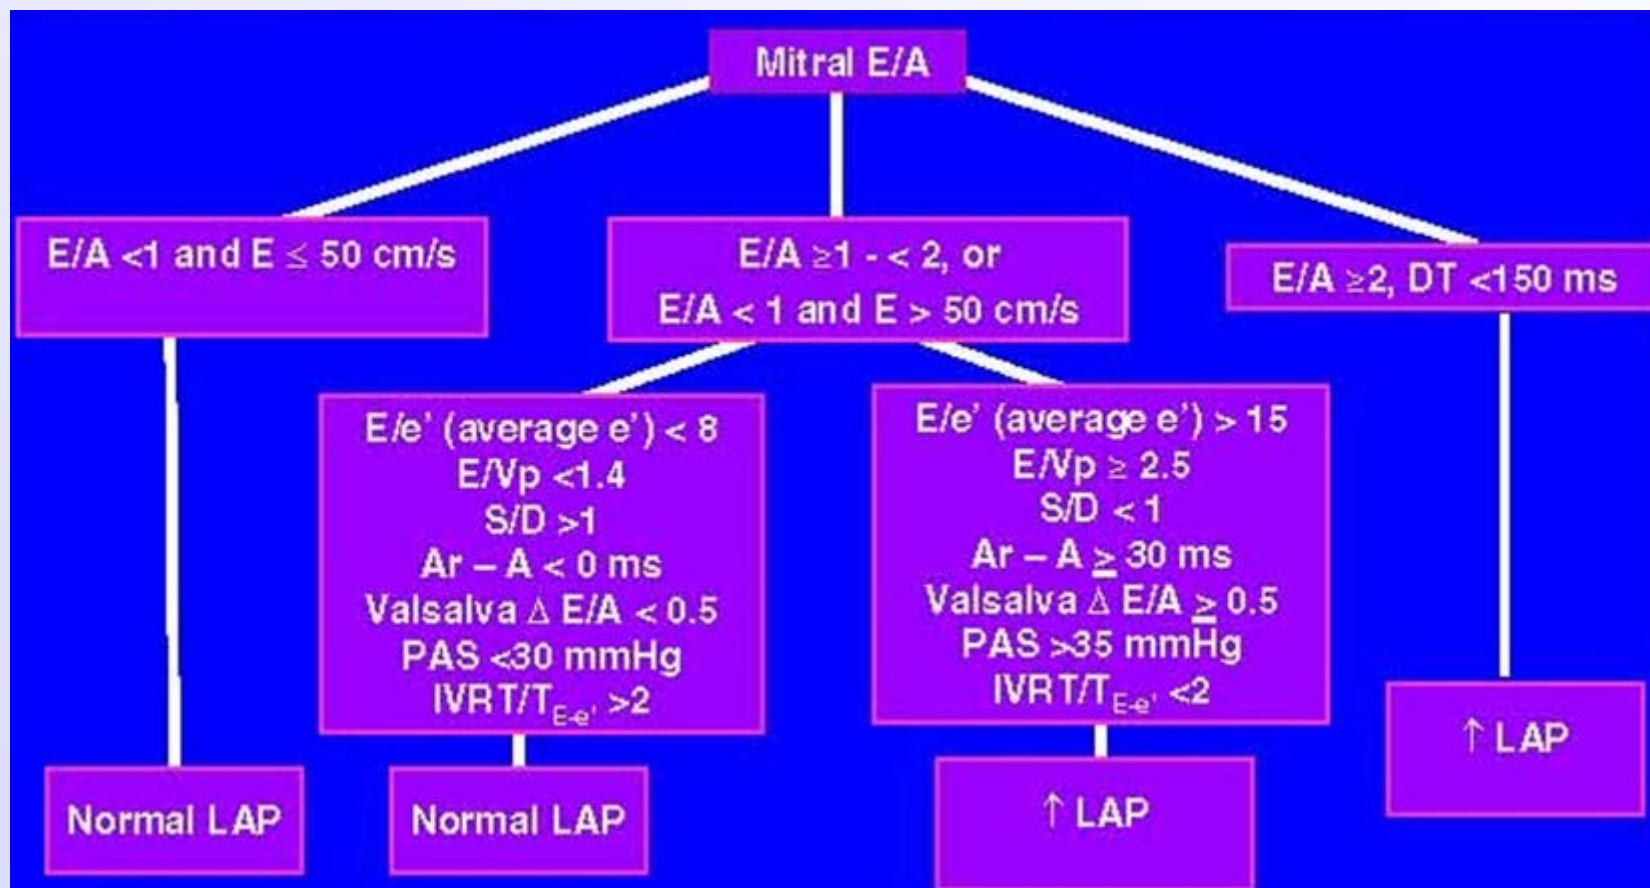 Mitral E/A
E/A <1 and E ≤ 50 cm/s
E/A ≥1 - < 2, or
E/A < 1 and E > 50 cm/s
E/A ≥2, DT <150 ms
E/e' (average e') < 8
E/Vp <1.4
S/D >1
Ar – A < 0 ms
Valsalva Δ E/A < 0.5
PAS <30 mmHg
IVRT/T_E-e' >2
E/e' (average e') > 15
E/Vp ≥ 2.5
S/D < 1
Ar – A ≥ 30 ms
Valsalva Δ E/A ≥ 0.5
PAS >35 mmHg
IVRT/T_E-e' <2
Normal LAP
Normal LAP
↑ LAP
↑ LAP